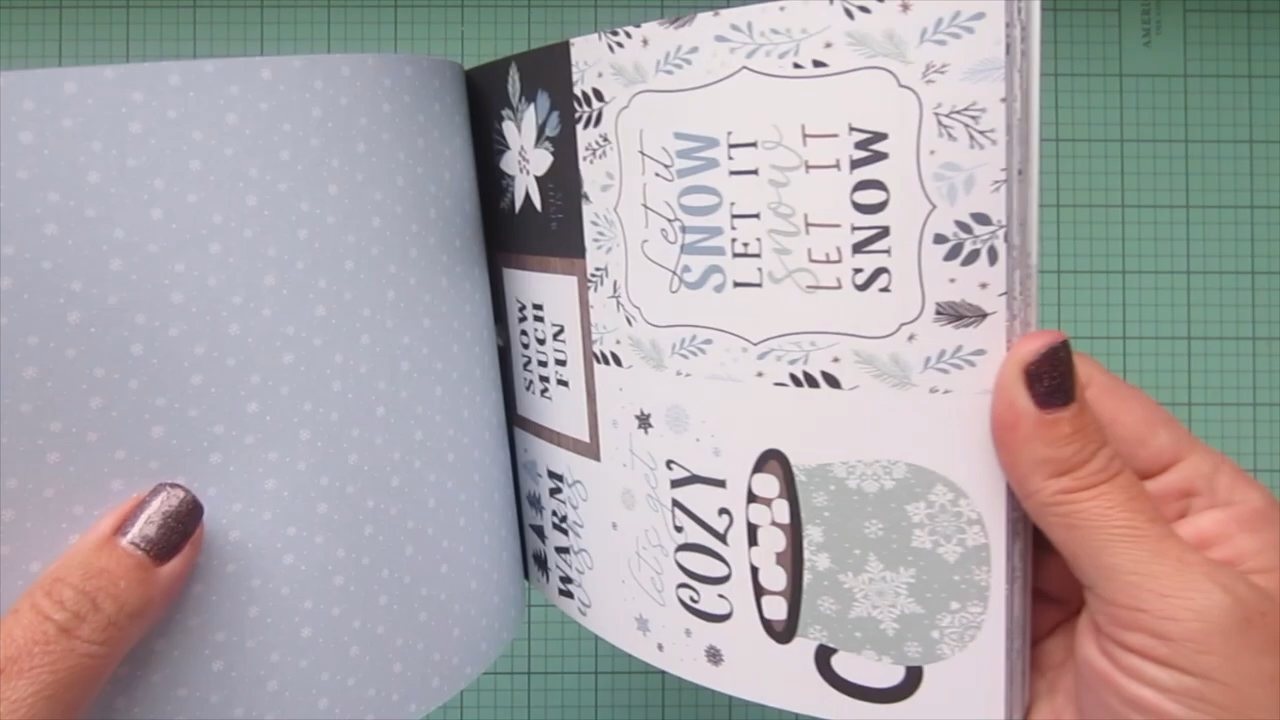 let it
SNOW
LET IT
snow
LET IT
SNOW
SNOW
MUCH
FUN
WARM
wishes
let's get
COZY